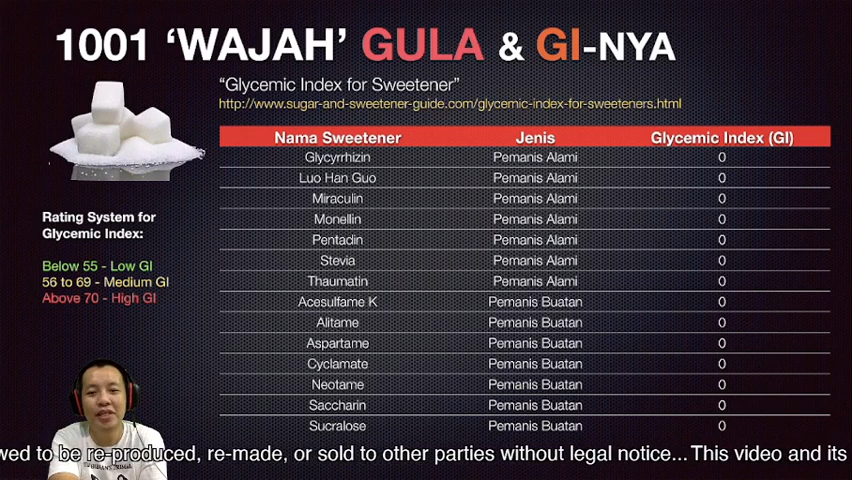 1001 ‘WAJAH’ GULA & GI-NYA
“Glycemic Index for Sweetener”
http://www.sugar-and-sweetener-guide.com/glycemic-index-for-sweeteners.html
Nama Sweetener Jenis Glycemic Index (GI)
Glycyrrhizin Pemanis Alami 0
Luo Han Guo Pemanis Alami 0
Miraculin Pemanis Alami 0
Monellin Pemanis Alami 0
Pentadin Pemanis Alami 0
Stevia Pemanis Alami 0
Thaumatin Pemanis Alami 0
Acesulfame K Pemanis Buatan 0
Alitame Pemanis Buatan 0
Aspartame Pemanis Buatan 0
Cyclamate Pemanis Buatan 0
Neotame Pemanis Buatan 0
Saccharin Pemanis Buatan 0
Sucralose Pemanis Buatan 0
Rating System for
Glycemic Index:
Below 55 - Low GI
56 to 69 - Medium GI
Above 70 - High GI
wed to be re-produced, re-made, or sold to other parties without legal notice... This video and its